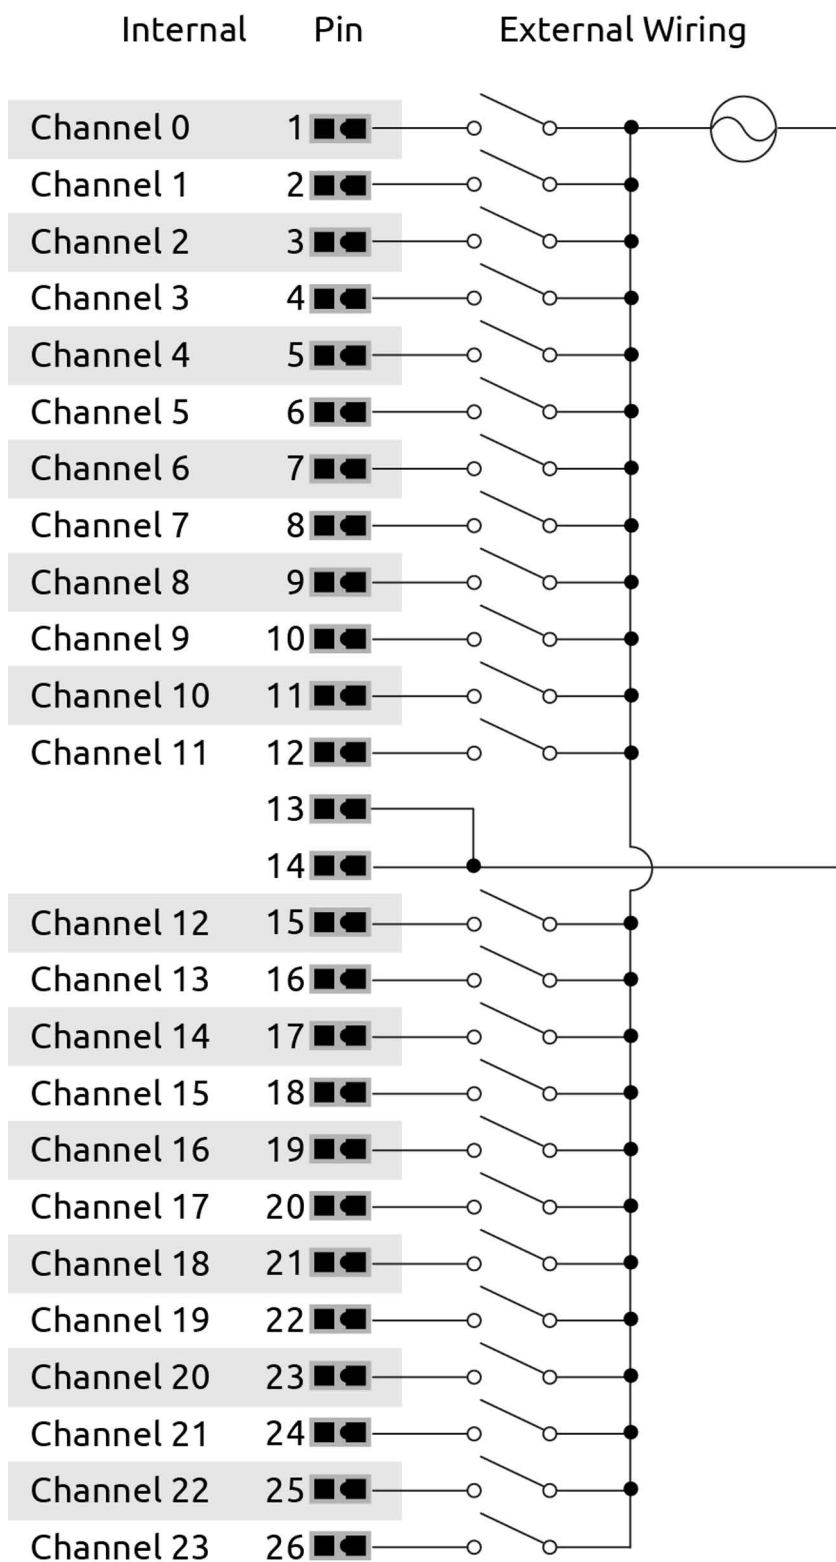 Internal Pin External Wiring
Channel 0 1
Channel 1 2
Channel 2 3
Channel 3 4
Channel 4 5
Channel 5 6
Channel 6 7
Channel 7 8
Channel 8 9
Channel 9 10
Channel 10 11
Channel 11 12
13
14
Channel 12 15
Channel 13 16
Channel 14 17
Channel 15 18
Channel 16 19
Channel 17 20
Channel 18 21
Channel 19 22
Channel 20 23
Channel 21 24
Channel 22 25
Channel 23 26